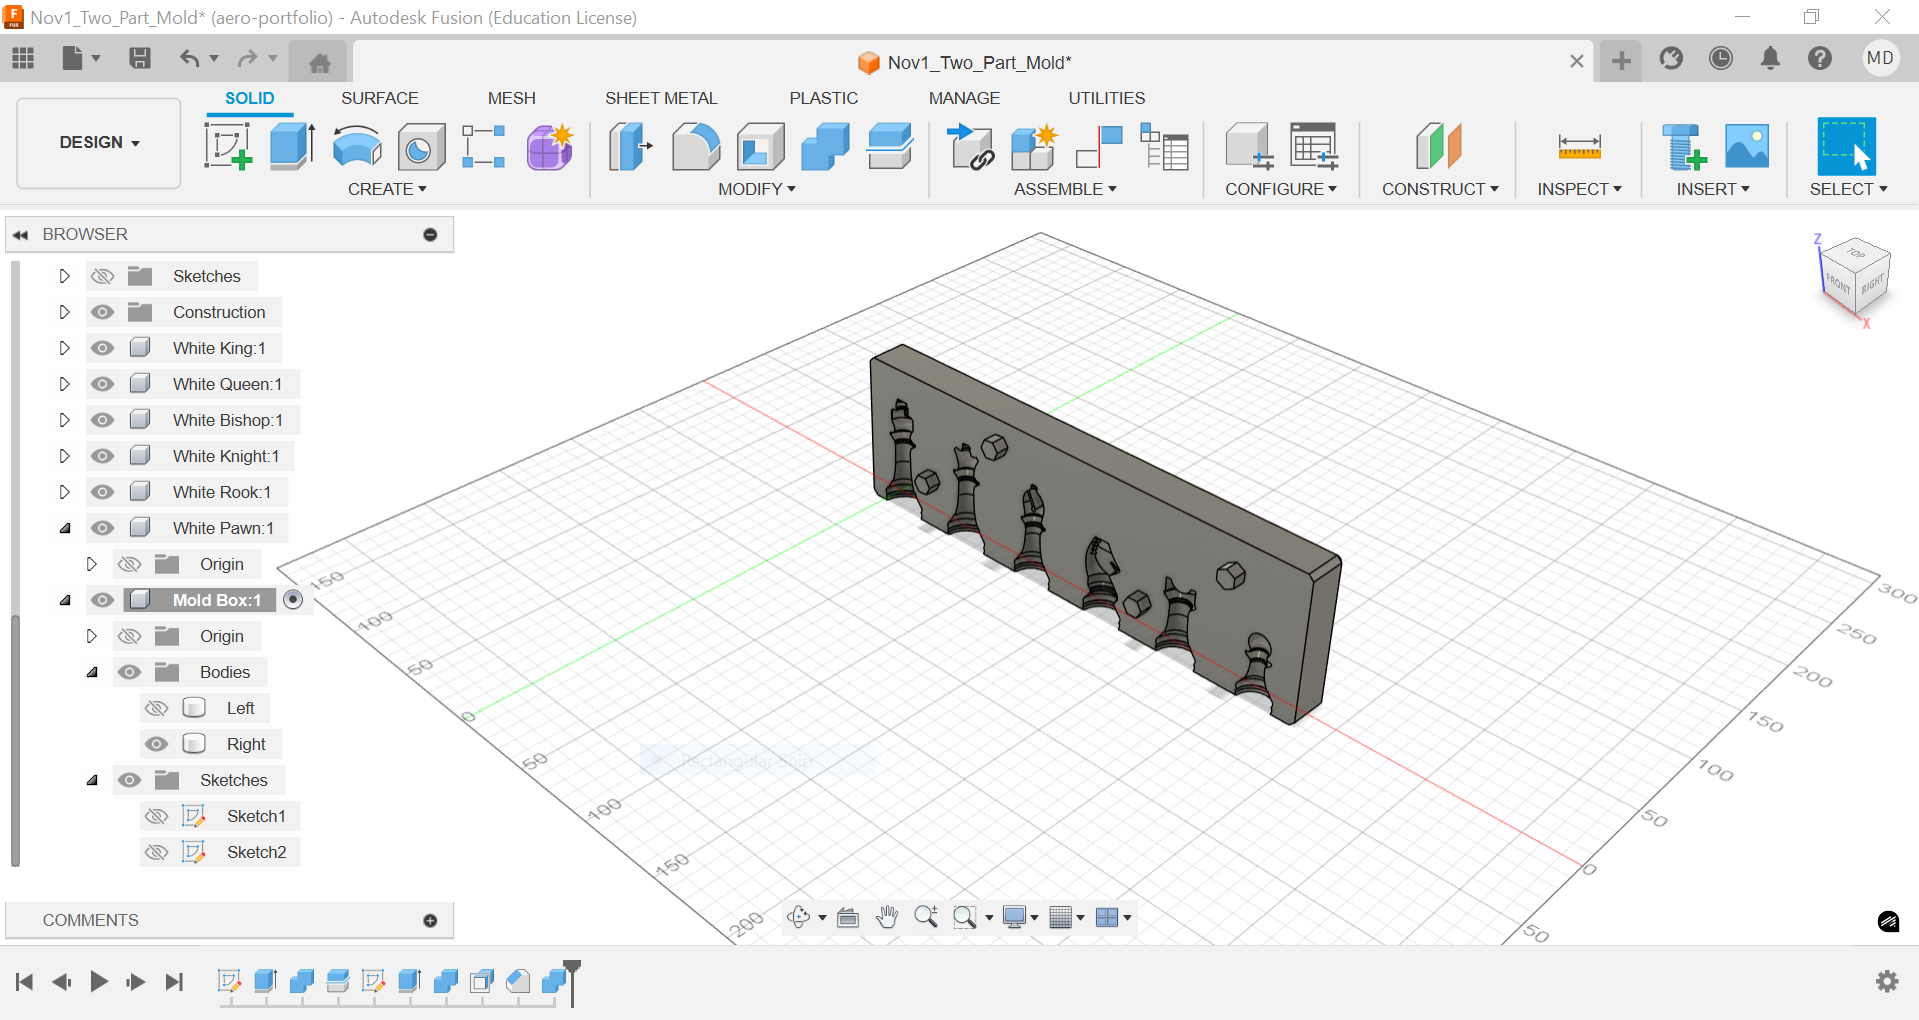 Nov1_Two_Part_Mold* (aero-portfolio) - Autodesk Fusion (Education License)
Nov1_Two_Part_Mold*
MD
DESIGN
SOLID SURFACE MESH SHEET METAL PLASTIC MANAGE UTILITIES
CREATE MODIFY ASSEMBLE CONFIGURE CONSTRUCT INSPECT INSERT SELECT
BROWSER
Sketches
Construction
White King:1
White Queen:1
White Bishop:1
White Knight:1
White Rook:1
White Pawn:1
Origin
Mold Box:1
Origin
Bodies
Left
Right
Sketches
Sketch1
Sketch2
Z
TOP
FRONT RIGHT
X
150
100
50
0
50
100
150
200
300
250
200
150
100
50
0
50
Rectangular Snip
COMMENTS